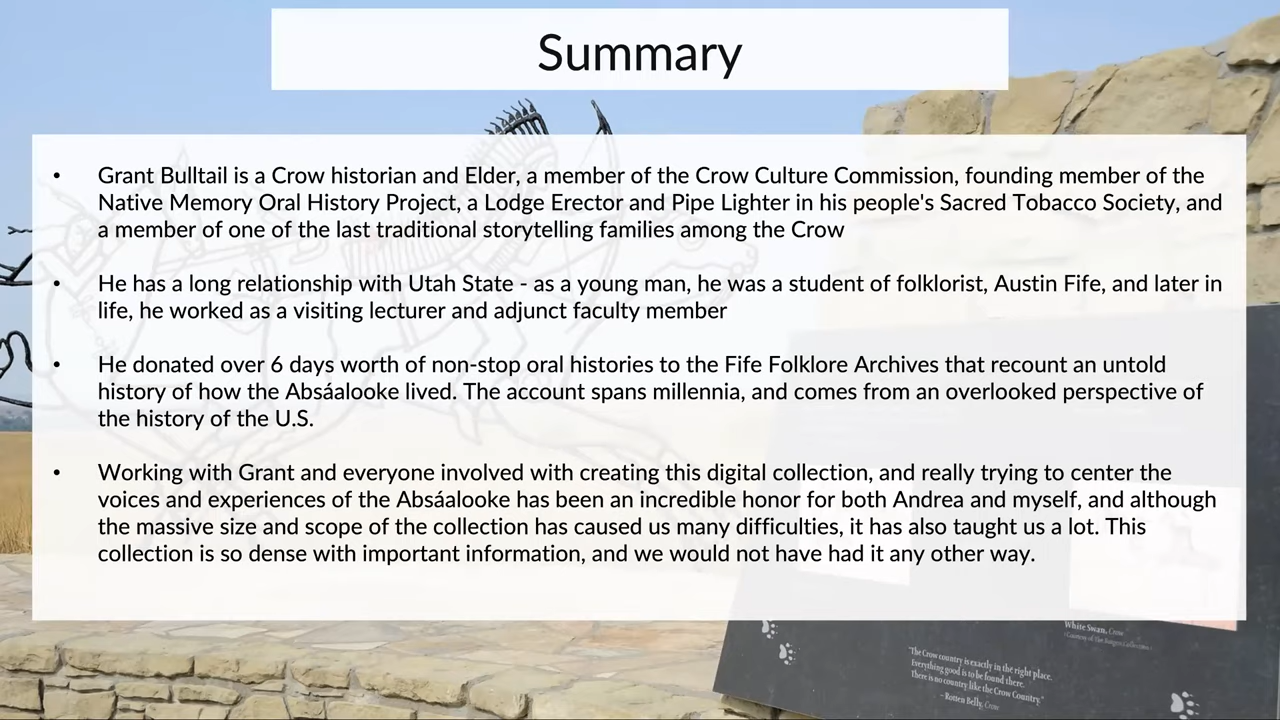 Summary
• Grant Bulltail is a Crow historian and Elder, a member of the Crow Culture Commission, founding member of the
Native Memory Oral History Project, a Lodge Erector and Pipe Lighter in his people's Sacred Tobacco Society, and
a member of one of the last traditional storytelling families among the Crow
• He has a long relationship with Utah State - as a young man, he was a student of folklorist, Austin Fife, and later in
life, he worked as a visiting lecturer and adjunct faculty member
• He donated over 6 days worth of non-stop oral histories to the Fife Folklore Archives that recount an untold
history of how the Absáalooke lived. The account spans millennia, and comes from an overlooked perspective of
the history of the U.S.
• Working with Grant and everyone involved with creating this digital collection, and really trying to center the
voices and experiences of the Absáalooke has been an incredible honor for both Andrea and myself, and although
the massive size and scope of the collection has caused us many difficulties, it has also taught us a lot. This
collection is so dense with important information, and we would not have had it any other way.
White Swan, Crow
"The Crow country is exactly in the right place.
Everything good is to be found there.
There is no country like the Crow Country."
- Rotten Belly, Crow